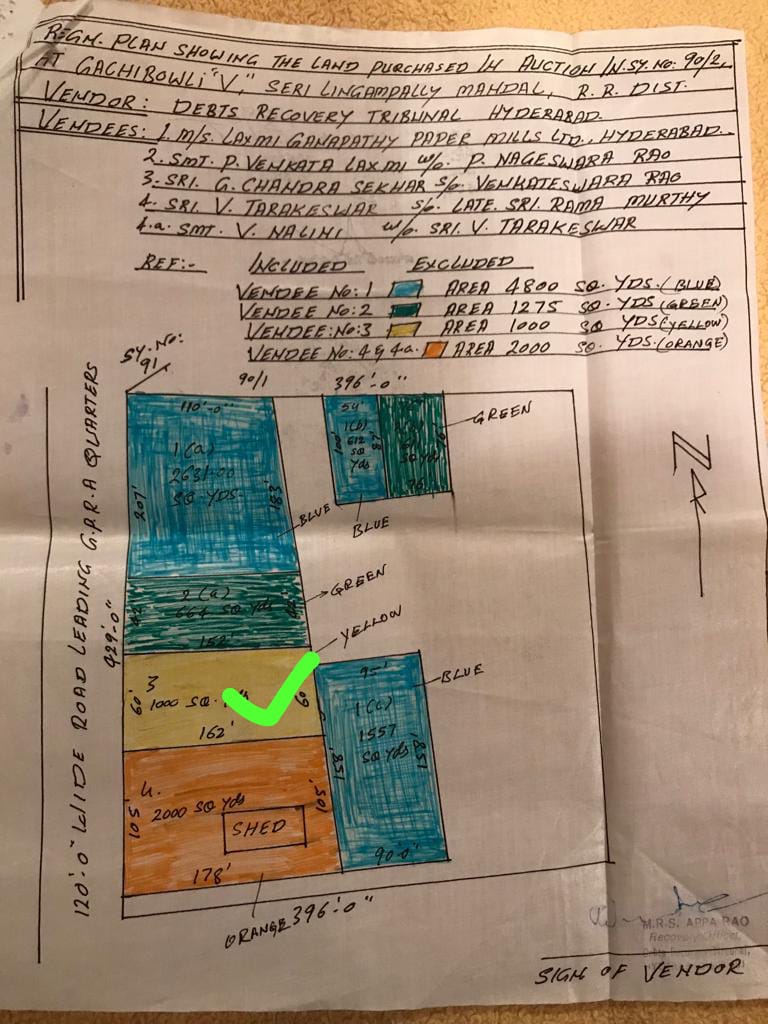 REGN. PLAN SHOWING THE LAND PURCHASED IN AUCTION IN.SY.NO: 90/2,
AT GACHIBOWLI "V," SERI LINGAMPALLY MANDAL, R.R. DIST.
VENDOR: DEBTS RECOVERY TRIBUNAL HYDERABAD.
VENDEES: 1. M/S. LAXMI GANAPATHY PAPER MILLS LTD., HYDERABAD.
2. SMT. P. VENKATA LAXMI W/o. P. NAGESWARA RAO
3. SRI. G. CHANDRA SEKHAR S/o. VENKATESWARA RAO
4. SRI. V. TARAKESWAR S/o. LATE. SRI. RAMA MURTHY
4.a. SMT. V. NALINI W/o. SRI. V. TARAKESWAR
REF:- INCLUDED EXCLUDED
VENDEE NO: 1 AREA 4800 SQ. YDS. (BLUE)
VENDEE NO: 2 AREA 1275 SQ. YDS (GREEN)
VENDEE: NO: 3 AREA 1000 SQ YDS (YELLOW)
VENDEE NO: 4 & 4a. AREA 2000 SQ. YDS. (ORANGE)
SY. NO:
91
90/1
396'-0"
110'-0"
1(a)
2631.00
SQ YDS.
207'
183'
BLUE
54'
1(b)
612
SQ
Yds
100'
GREEN
BLUE
2(a)
664 SQ Yds
42'
152'
GREEN
YELLOW
3
1000 SQ.
60'
60'
162'
4.
2000 SQ Yds
105'
105'
SHED
178'
ORANGE
95'
1(c)
1557
SQ Yds
158'
158'
90-0"
BLUE
396'-0"
120'-0" WIDE ROAD LEADING G.P.R.A QUARTERS
429'-0"
N
M.R.S. APPA RAO
Recovery Officer,
SIGN OF VENDOR